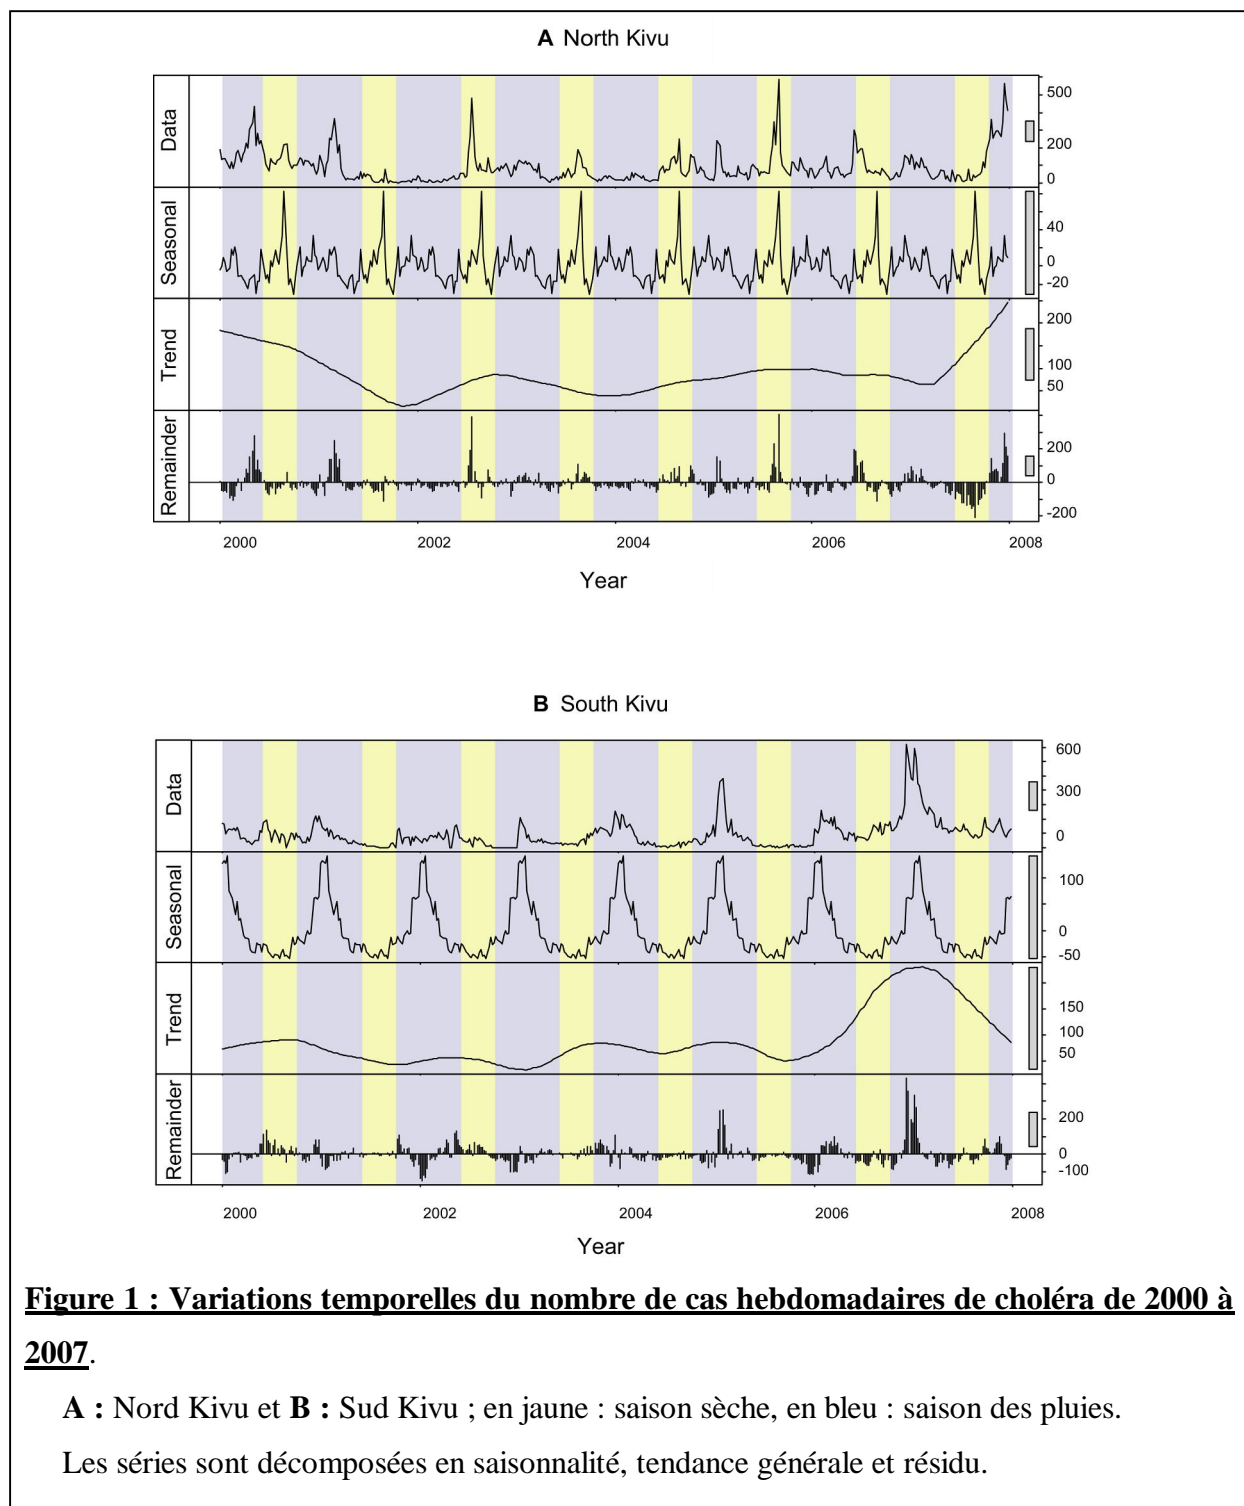 A North Kivu
Data
500
200
0
Seasonal
40
0
-20
Trend
200
100
50
Remainder
200
0
-200
2000 2002 2004 2006 2008
Year
B South Kivu
Data
600
300
0
Seasonal
100
0
-50
Trend
150
100
50
Remainder
200
0
-100
2000 2002 2004 2006 2008
Year
Figure 1 : Variations temporelles du nombre de cas hebdomadaires de choléra de 2000 à
2007.
A : Nord Kivu et B : Sud Kivu ; en jaune : saison sèche, en bleu : saison des pluies.
Les séries sont décomposées en saisonnalité, tendance générale et résidu.